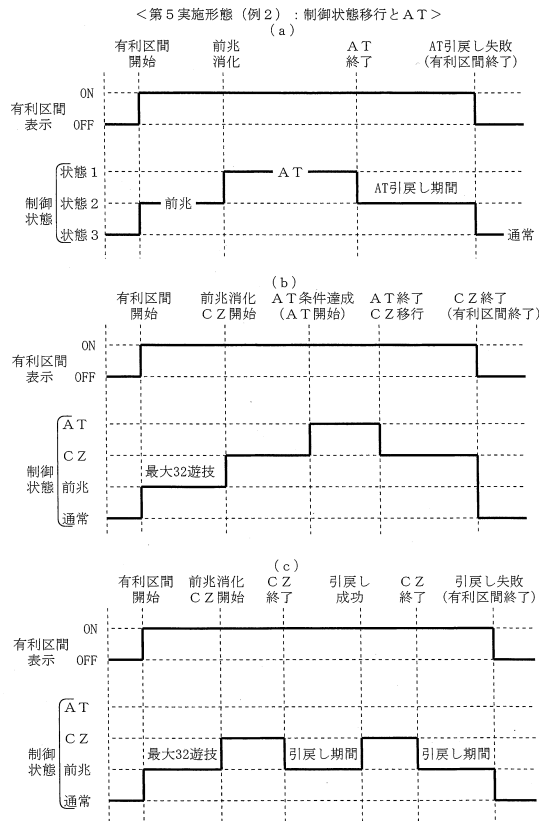 ＜第５実施形態（例２）：制御状態移行とＡＴ＞
（ａ）
有利区間 前兆 ＡＴ AT引戻し失敗
開始 消化 終了 (有利区間終了)
ON
有利区間
表示
OFF
状態１
ＡＴ
AT引戻し期間
制御
状態
状態２
前兆
状態３
通常
（ｂ）
有利区間 前兆消化 ＡＴ条件達成 ＡＴ終了 ＣＺ終了
開始 ＣＺ開始 (ＡＴ開始) ＣＺ移行 (有利区間終了)
ON
有利区間
表示
OFF
ＡＴ
ＣＺ
制御
状態
最大32遊技
前兆
通常
（ｃ）
有利区間 前兆消化 ＣＺ 引戻し ＣＺ 引戻し失敗
開始 ＣＺ開始 終了 成功 終了 (有利区間終了)
ON
有利区間
表示
OFF
ＡＴ
ＣＺ
制御
状態
最大32遊技 引戻し期間 引戻し期間
前兆
通常